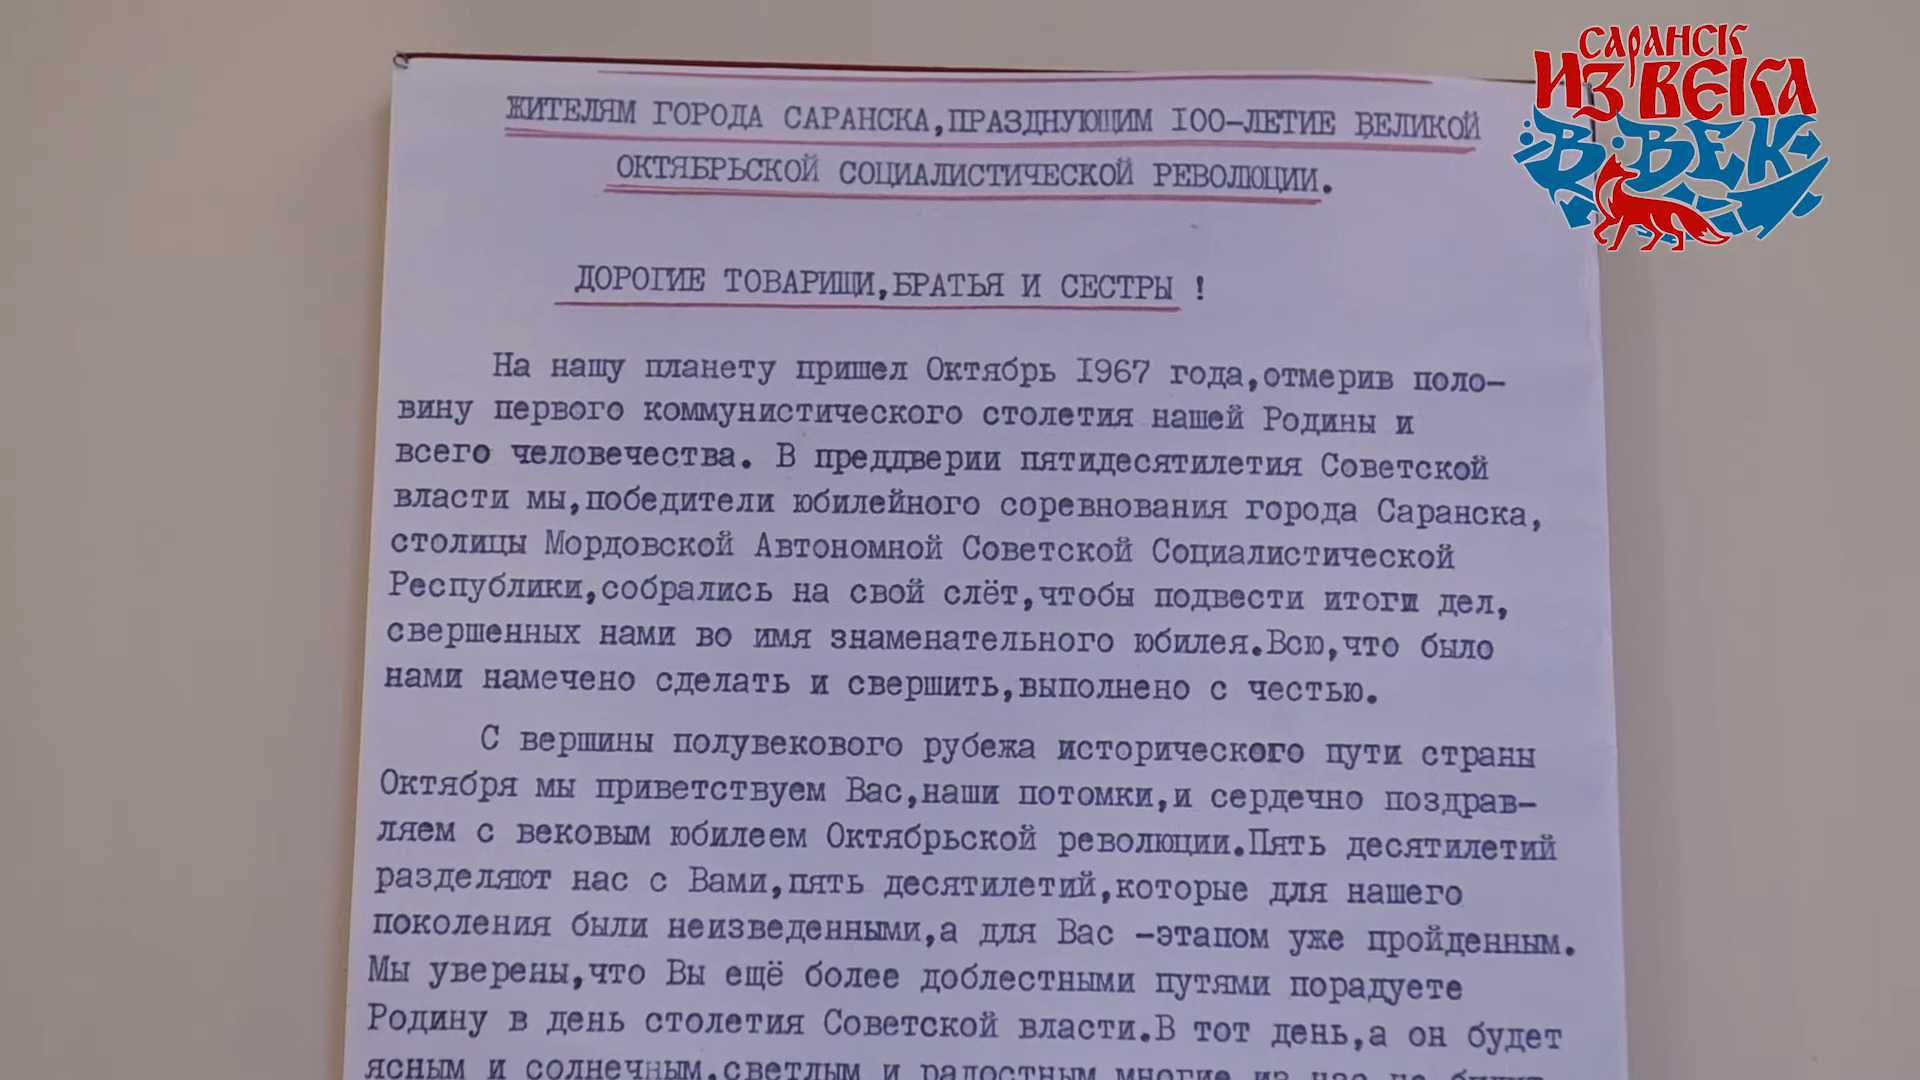 САРАНСК
ИЗ ВЕКА
В ВЕК
ЖИТЕЛЯМ ГОРОДА САРАНСКА,ПРАЗДНУЮЩИМ 100-ЛЕТИЕ ВЕЛИКОЙ
ОКТЯБРЬСКОЙ СОЦИАЛИСТИЧЕСКОЙ РЕВОЛЮЦИИ.
ДОРОГИЕ ТОВАРИЩИ,БРАТЬЯ И СЕСТРЫ !
На нашу планету пришел Октябрь 1967 года,отмерив поло-
вину первого коммунистического столетия нашей Родины и
всего человечества. В преддверии пятидесятилетия Советской
власти мы,победители юбилейного соревнования города Саранска,
столицы Мордовской Автономной Советской Социалистической
Республики,собрались на свой слёт,чтобы подвести итоги дел,
свершенных нами во имя знаменательного юбилея.Всю,что было
нами намечено сделать и свершить,выполнено с честью.
С вершины полувекового рубежа исторического пути страны
Октября мы приветствуем Вас,наши потомки,и сердечно поздрав-
ляем с вековым юбилеем Октябрьской революции.Пять десятилетий
разделяют нас с Вами,пять десятилетий,которые для нашего
поколения были неизведенными,а для Вас -этапом уже пройденным.
Мы уверены,что Вы ещё более доблестными путями порадуете
Родину в день столетия Советской власти.В тот день,а он будет
ясным и солнечным,светлым и радостным многие из нас не